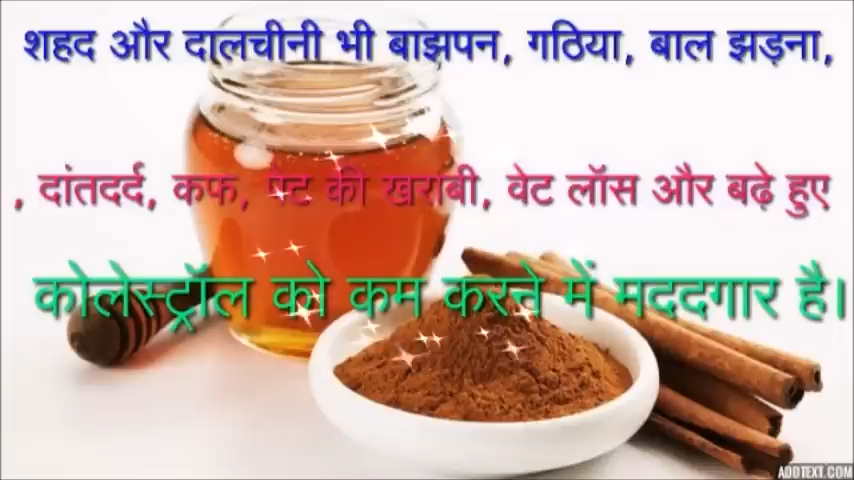 शहद और दालचीनी भी बाझपन, गठिया, बाल झड़ना,
, दांतदर्द, कफ, पेट की खराबी, वेट लॉस और बढ़े हुए
कोलेस्ट्रॉल को कम करने में मददगार है।
ADDTEXT.COM